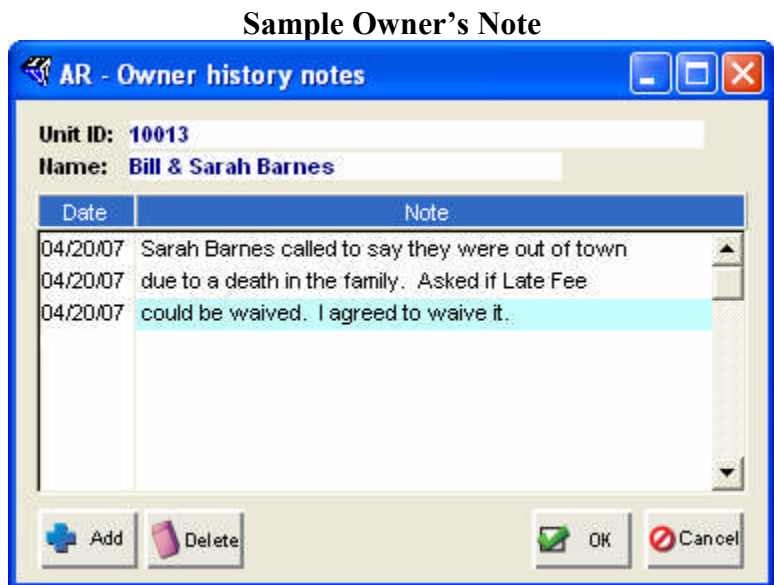 Sample Owner's Note
AR - Owner history notes
Unit ID: 10013
Name: Bill & Sarah Barnes
Date Note
04/20/07 Sarah Barnes called to say they were out of town
04/20/07 due to a death in the family. Asked if Late Fee
04/20/07 could be waived. I agreed to waive it.
Add Delete OK Cancel